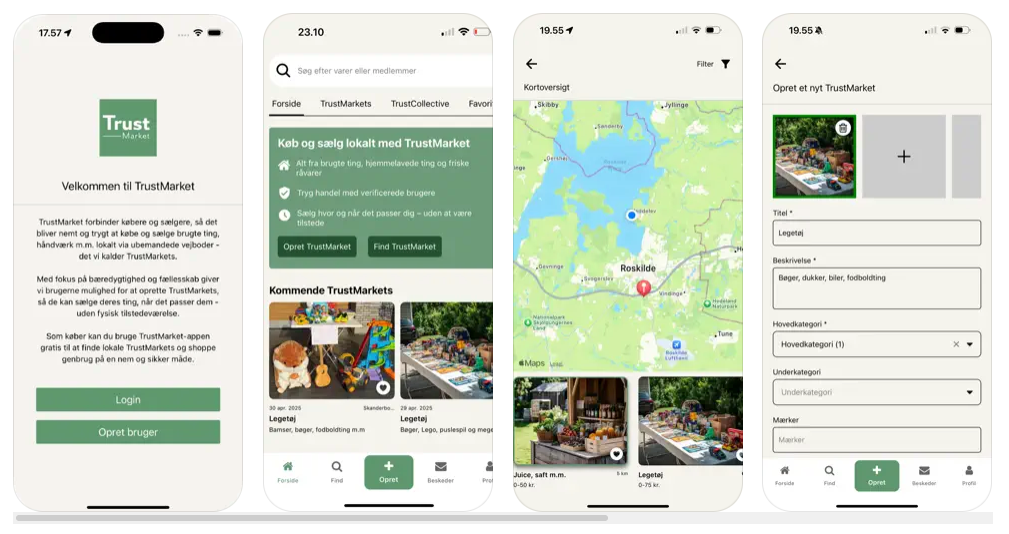 17.57
Trust
Market
Velkommen til TrustMarket
TrustMarket forbinder købere og sælgere, så det
bliver nemt og trygt at købe og sælge brugte ting,
håndværk m.m. lokalt via ubemandede vejboder -
det vi kalder TrustMarkets.
Med fokus på bæredygtighed og fællesskab giver
vi brugerne mulighed for at oprette TrustMarkets,
så de kan sælge deres ting, når det passer dem -
uden fysisk tilstedeværelse.
Som køber kan du bruge TrustMarket-appen
gratis til at finde lokale TrustMarkets og shoppe
genbrug på en nem og sikker måde.
Login
Opret bruger
23.10
Søg efter varer eller medlemmer
Forside TrustMarkets TrustCollective Favori
Køb og sælg lokalt med TrustMarket
Alt fra brugte ting, hjemmelavede ting og friske
råvarer
Tryg handel med verificerede brugere
Sælg hvor og når det passer dig – uden at være
tilstede
Opret TrustMarket Find TrustMarket
Kommende TrustMarkets
30 apr. 2025 Skanderbo...
Legetøj
Bamser, bøger, fodboldting m.m
29 apr. 2025
Legetøj
Bøger, Lego, puslespil og mege
Forside Find Opret Beskeder Prof
19.55
Filter
Kortoversigt
Skibby
Jyllinge
Sønderby
Roskilde
Gevninge
Svogerslev
Vindinge
Hedeland
Naturpark
Nationalpark
Skjoldungernes
Land
Tune
Roskilde
Lufthavn
Maps
Juice, saft m.m. 5 km
0-50 kr.
Legetøj
0-75 kr.
19.55
Opret et nyt TrustMarket
Titel *
Legetøj
Beskrivelse *
Bøger, dukker, biler, fodboldting
Hovedkategori *
Hovedkategori (1)
Underkategori
Underkategori
Mærker
Mærker
Forside Find Opret Beskeder Profil